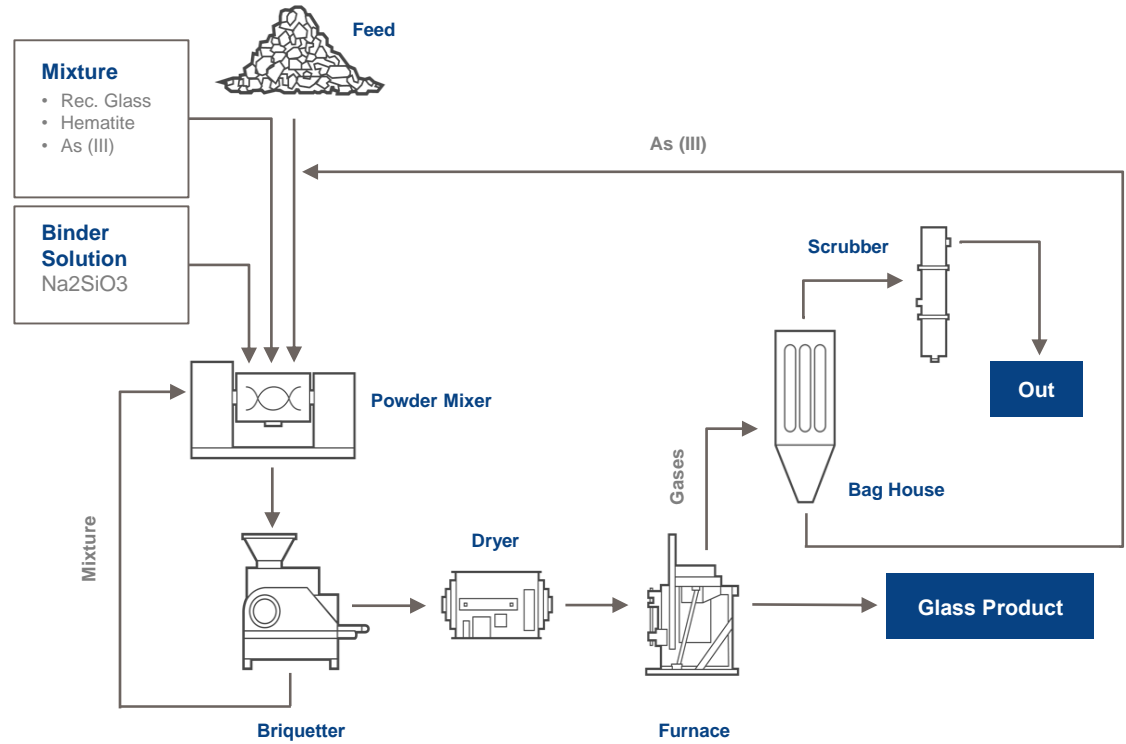 Feed
Mixture
• Rec. Glass
• Hematite
• As (III)
As (III)
Binder
Solution
Na2SiO3
Scrubber
Out
Powder Mixer
Gases
Bag House
Mixture
Dryer
Glass Product
Briquetter
Furnace